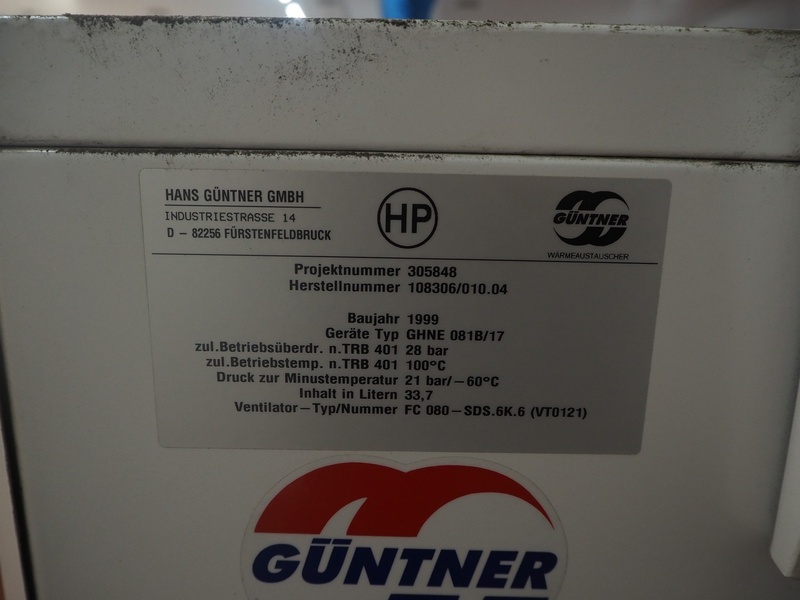 HANS GÜNTNER GMBH
INDUSTRIESTRASSE 14
D – 82256 FÜRSTENFELDBRUCK
HP
GÜNTNER
WÄRMEAUSTAUSCHER
Projektnummer 305848
Herstellnummer 108306/010.04
Baujahr 1999
Geräte Typ GHNE 081B/17
zul.Betriebsüberdr. n.TRB 401 28 bar
zul.Betriebstemp. n.TRB 401 100°C
Druck zur Minustemperatur 21 bar/–60°C
Inhalt in Litern 33,7
Ventilator–Typ/Nummer FC 080–SDS.6K.6 (VT0121)
GÜNTNER